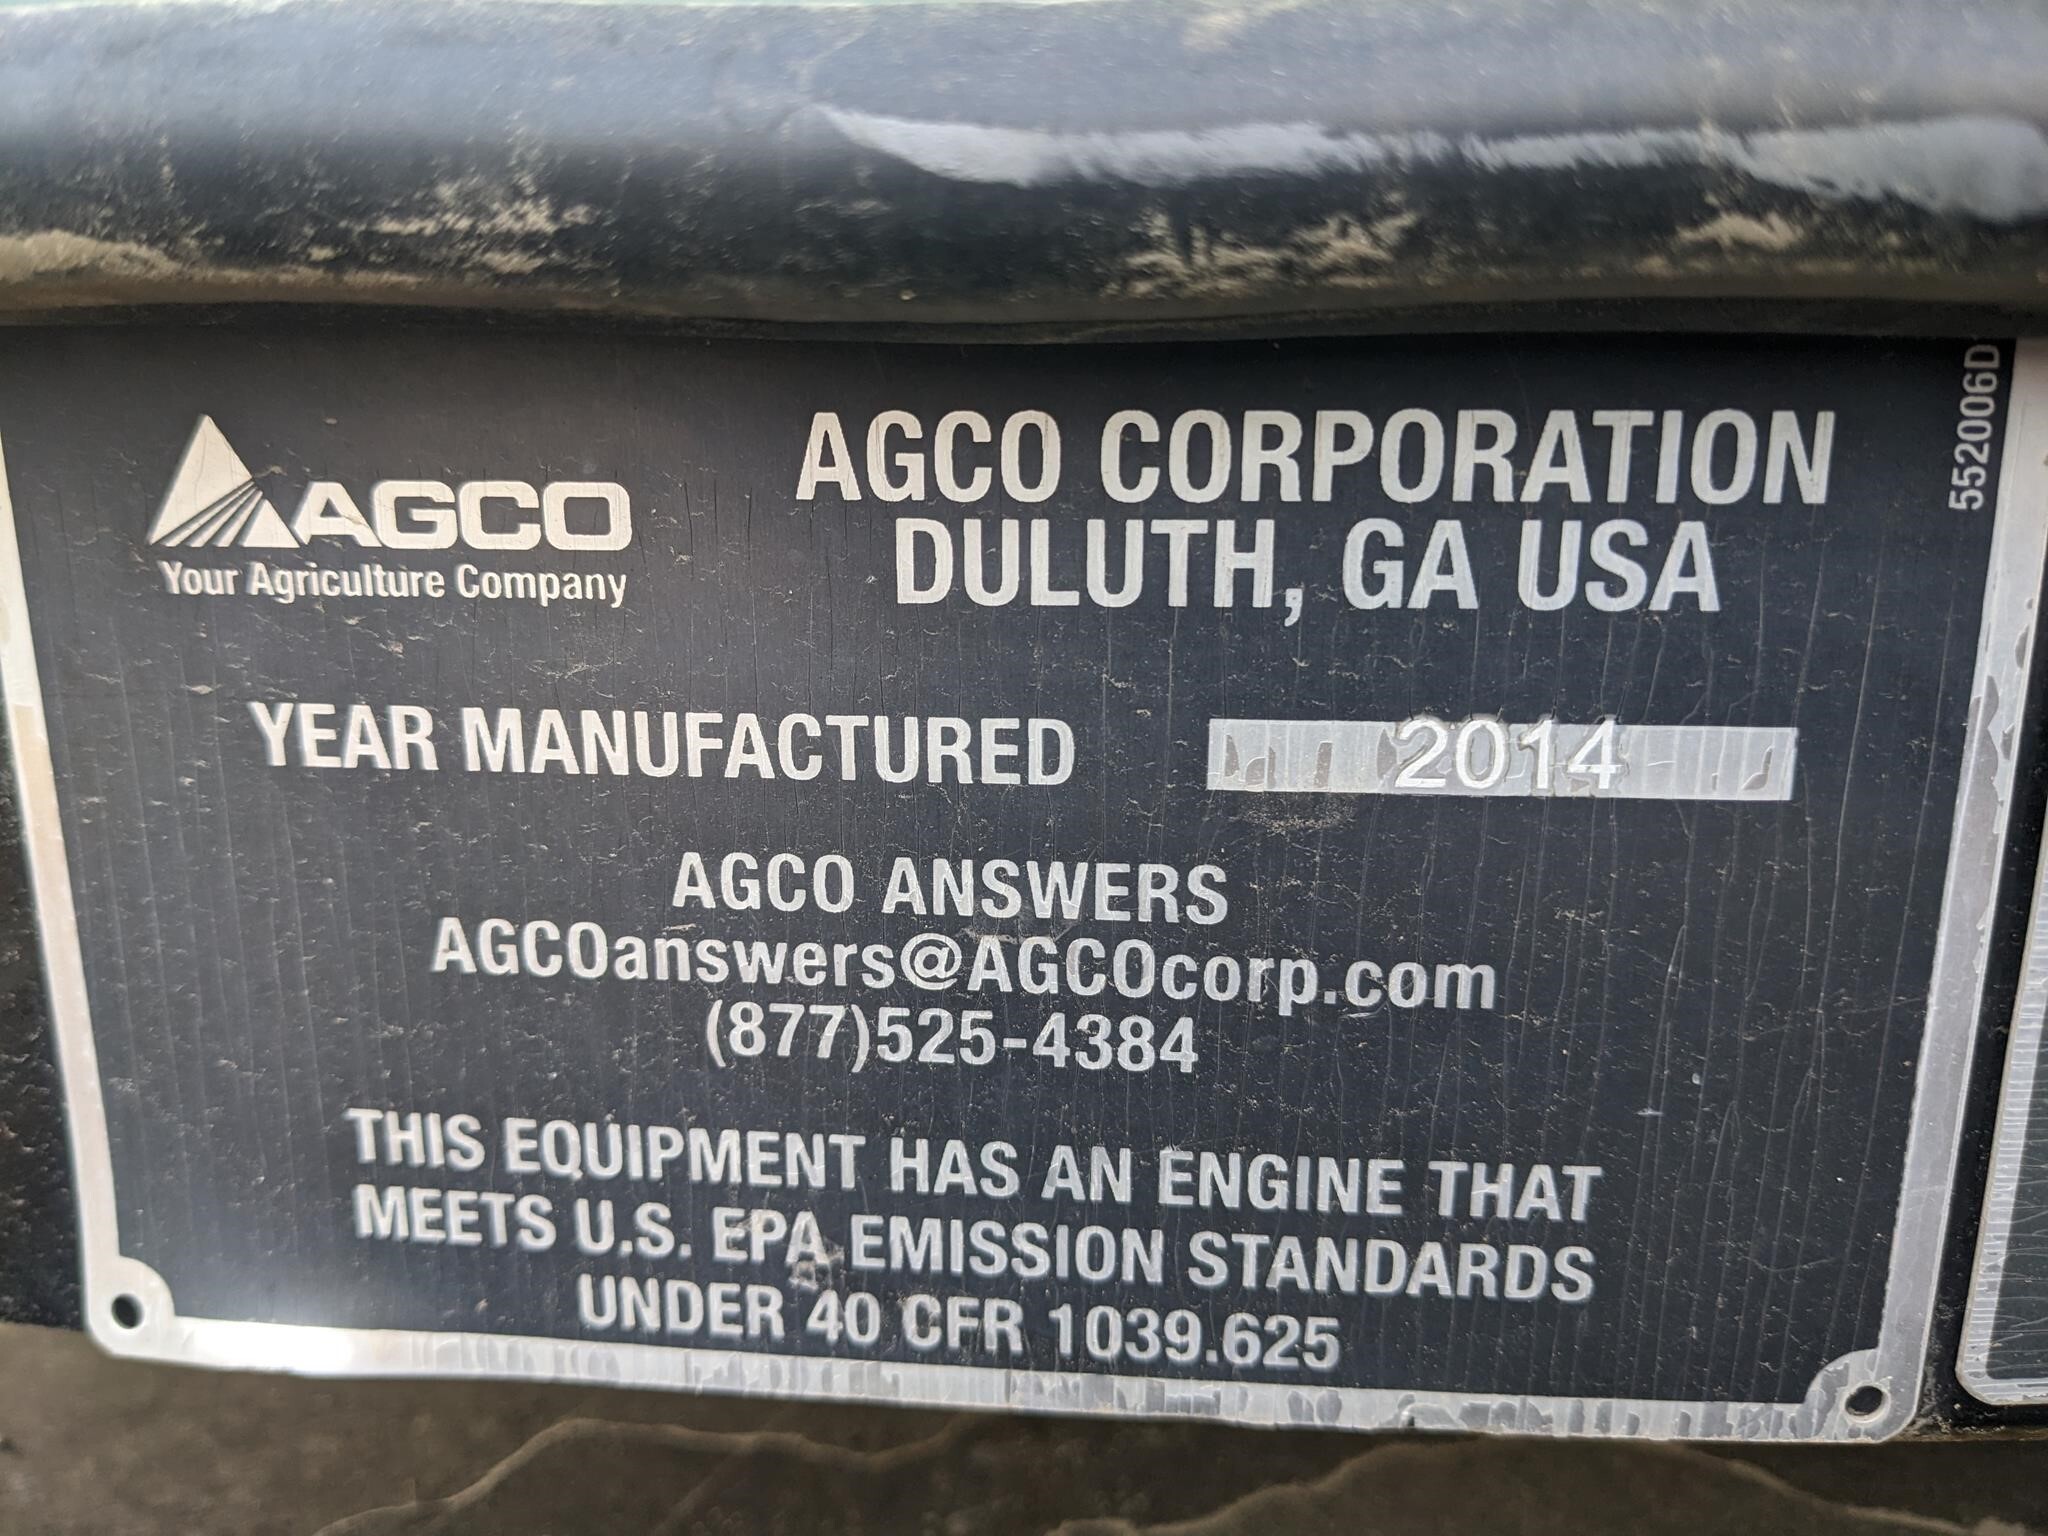 AGCO
Your Agriculture Company
AGCO CORPORATION
DULUTH, GA USA
552006D
YEAR MANUFACTURED 2014
AGCO ANSWERS
AGCOanswers@AGCOcorp.com
(877)525-4384
THIS EQUIPMENT HAS AN ENGINE THAT
MEETS U.S. EPA EMISSION STANDARDS
UNDER 40 CFR 1039.625